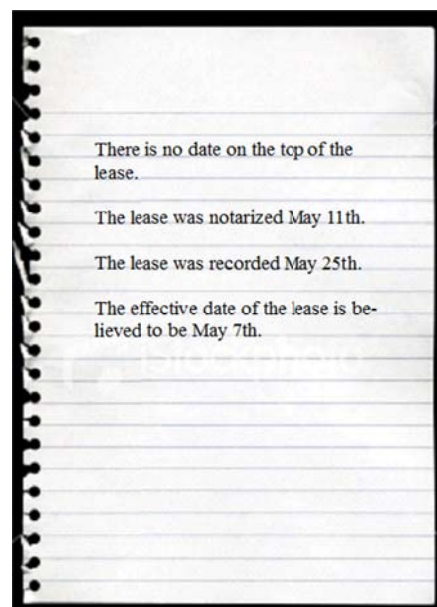 There is no date on the top of the
lease.
The lease was notarized May 11th.
The lease was recorded May 25th.
The effective date of the lease is be-
lieved to be May 7th.
iStockphoto